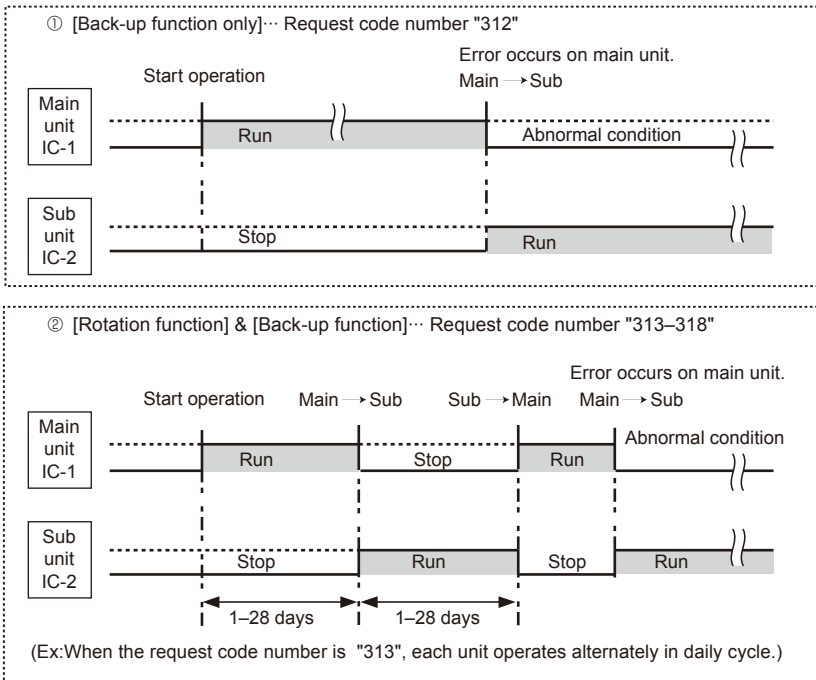 ① [Back-up function only]··· Request code number "312"
Error occurs on main unit.
Start operation
Main → Sub
Main
unit
IC-1
Run
Abnormal condition
Sub
unit
IC-2
Stop
Run
② [Rotation function] & [Back-up function]··· Request code number "313–318"
Error occurs on main unit.
Start operation
Main → Sub
Sub → Main
Main → Sub
Main
unit
IC-1
Run
Stop
Run
Abnormal condition
Sub
unit
IC-2
Stop
Run
Stop
Run
1–28 days
1–28 days
(Ex:When the request code number is "313", each unit operates alternately in daily cycle.)